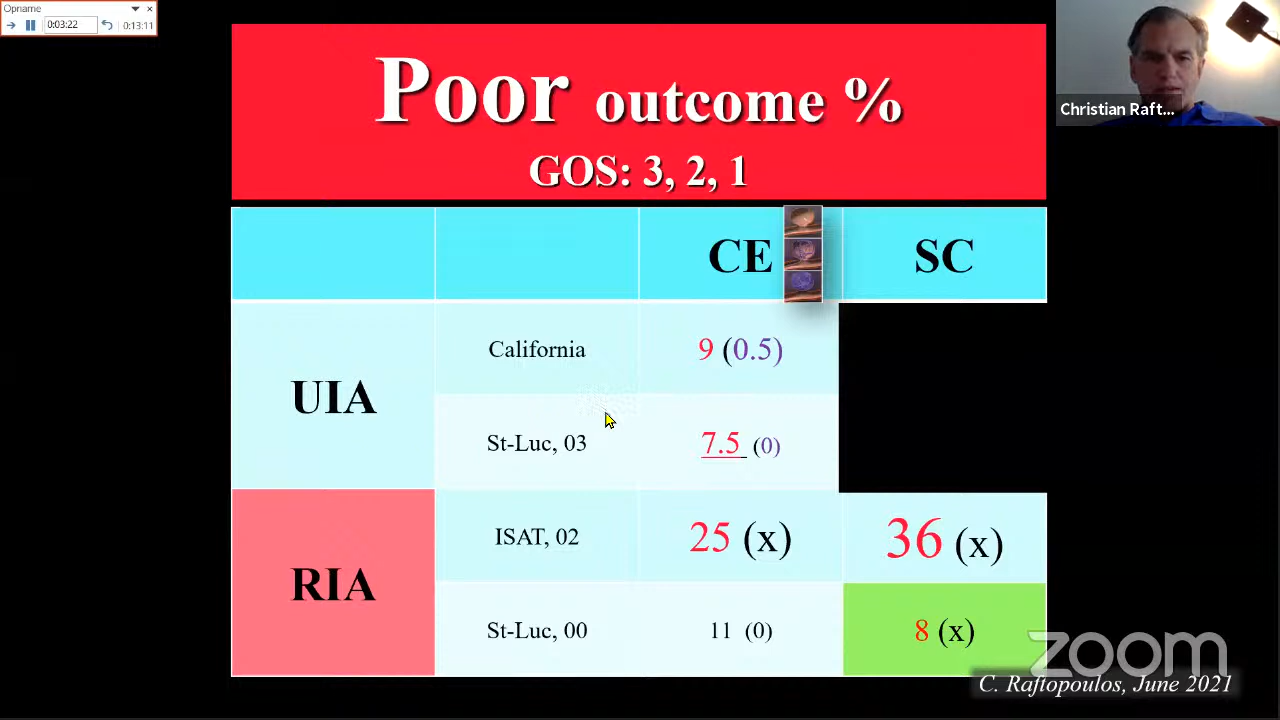 Opname
0:03:22
0:13:11
Poor outcome %
GOS: 3, 2, 1
Christian Raft...
CE
SC
UIA
California
9 (0.5)
St-Luc, 03
7.5 (0)
RIA
ISAT, 02
25 (x)
36 (x)
St-Luc, 00
11 (0)
8 (x)
zoom
C. Raftopoulos, June 2021